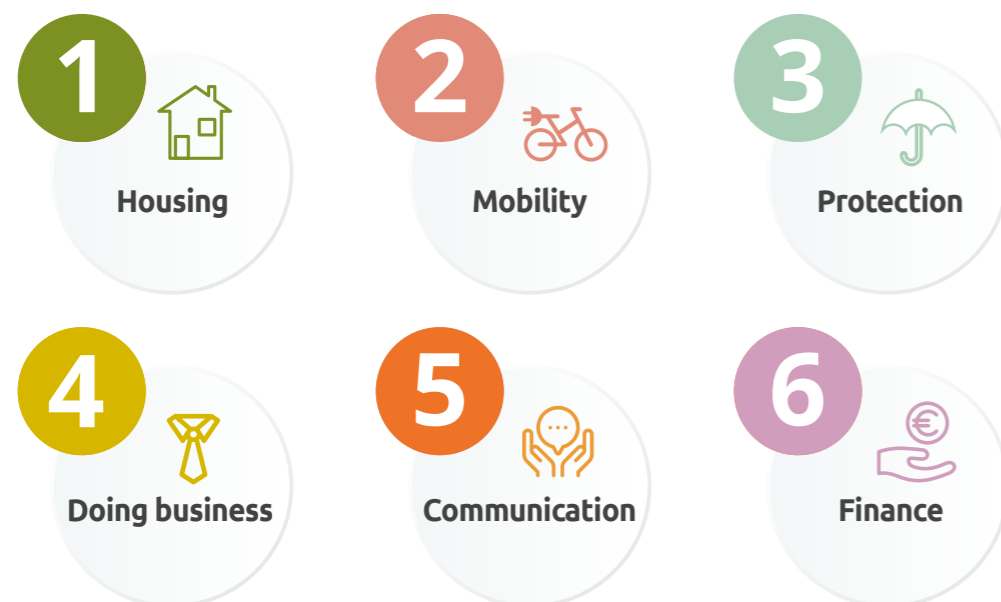 1
Housing
2
Mobility
3
Protection
4
Doing business
5
Communication
6
€
Finance